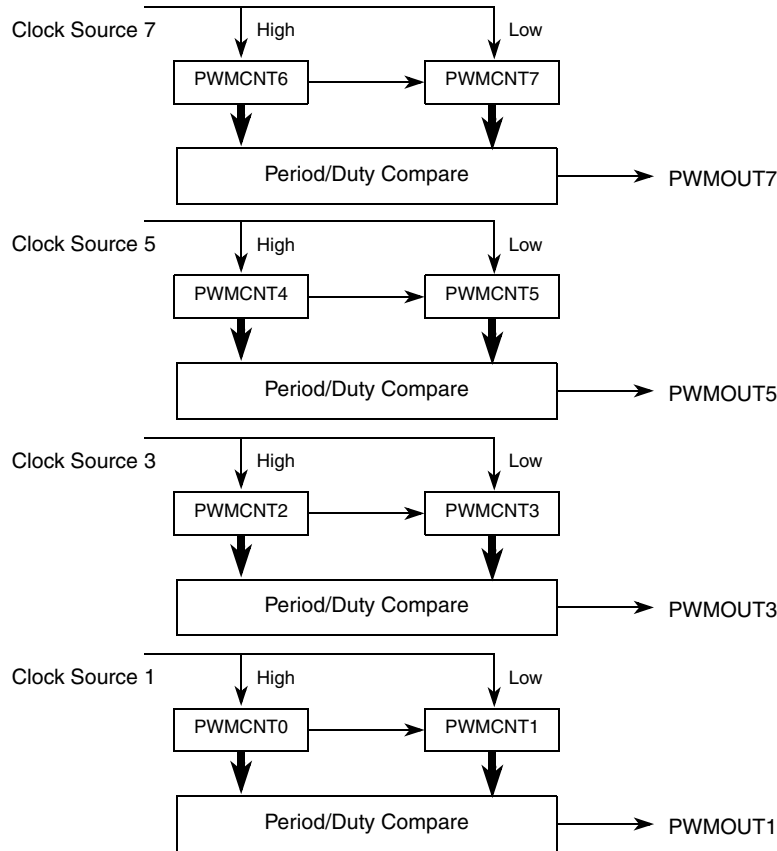 Clock Source 7
High
Low
PWMCNT6
PWMCNT7
Period/Duty Compare
PWMOUT7
Clock Source 5
High
Low
PWMCNT4
PWMCNT5
Period/Duty Compare
PWMOUT5
Clock Source 3
High
Low
PWMCNT2
PWMCNT3
Period/Duty Compare
PWMOUT3
Clock Source 1
High
Low
PWMCNT0
PWMCNT1
Period/Duty Compare
PWMOUT1